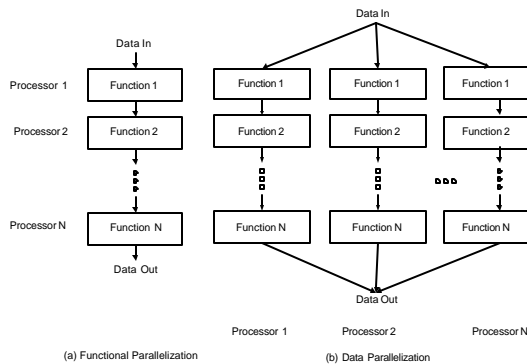 Data In
Processor 1
Function 1
Processor 2
Function 2
Processor N
Function N
Data Out
(a) Functional Parallelization
Data In
Function 1
Function 1
Function 1
Function 2
Function 2
Function 2
Function N
Function N
Function N
Data Out
Processor 1
Processor 2
Processor N
(b) Data Parallelization